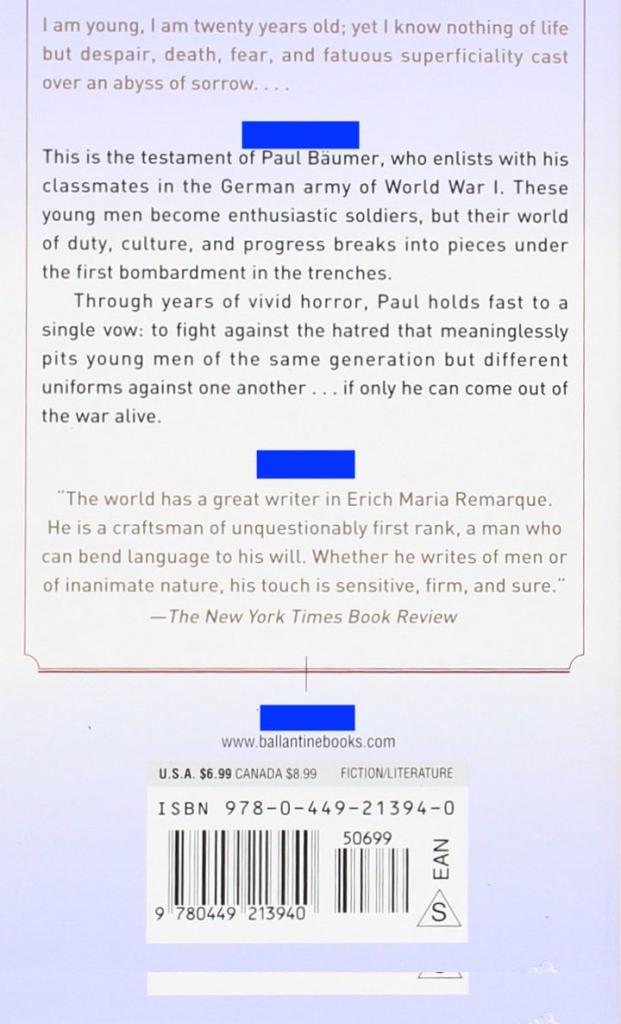 I am young, I am twenty years old; yet I know nothing of life
but despair, death, fear, and fatuous superficiality cast
over an abyss of sorrow. . . .
This is the testament of Paul Bäumer, who enlists with his
classmates in the German army of World War I. These
young men become enthusiastic soldiers, but their world
of duty, culture, and progress breaks into pieces under
the first bombardment in the trenches.
Through years of vivid horror, Paul holds fast to a
single vow: to fight against the hatred that meaninglessly
pits young men of the same generation but different
uniforms against one another . . . if only he can come out of
the war alive.
"The world has a great writer in Erich Maria Remarque.
He is a craftsman of unquestionably first rank, a man who
can bend language to his will. Whether he writes of men or
of inanimate nature, his touch is sensitive, firm, and sure."
—The New York Times Book Review
www.ballantinebooks.com
U.S.A. $6.99 CANADA $8.99 FICTION/LITERATURE
ISBN 978-0-449-21394-0
50699
9 780449 213940
EAN
S